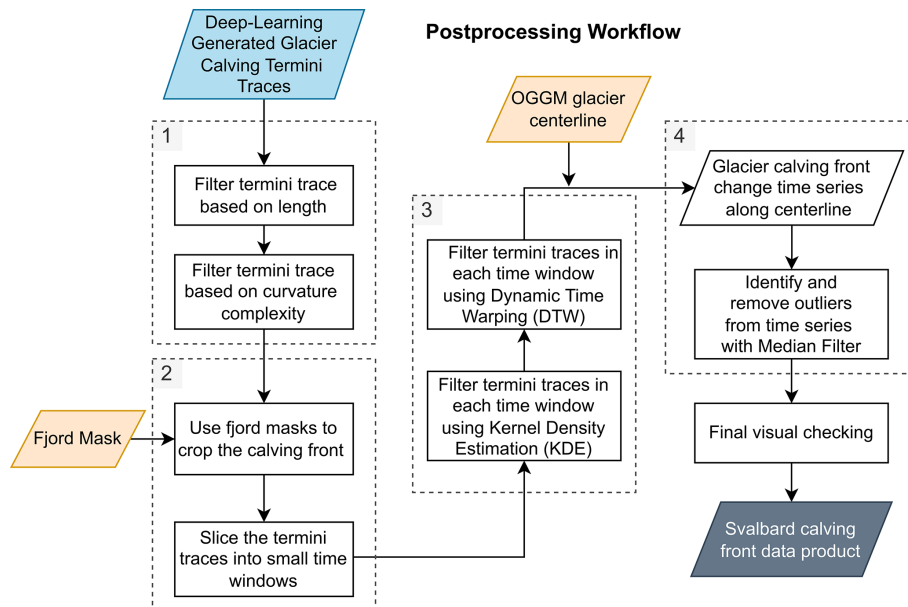 Postprocessing Workflow
Deep-Learning
Generated Glacier
Calving Termini
Traces
1
Filter termini trace
based on length
Filter termini trace
based on curvature
complexity
2
Fjord Mask
Use fjord masks to
crop the calving front
Slice the termini
traces into small time
windows
OGGM glacier
centerline
3
Filter termini traces in
each time window
using Dynamic Time
Warping (DTW)
Filter termini traces in
each time window
using Kernel Density
Estimation (KDE)
4
Glacier calving front
change time series
along centerline
Identify and
remove outliers
from time series
with Median Filter
Final visual checking
Svalbard calving
front data product